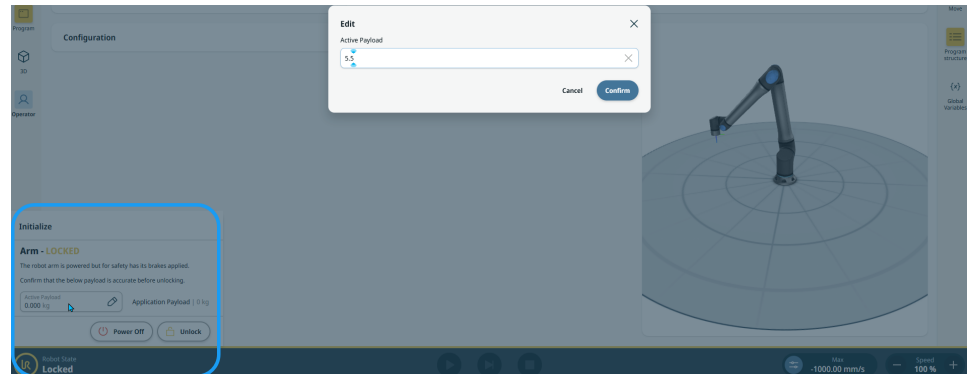 Edit
Active Payload
5.5
Cancel
Confirm
Program
3D
Operator
Configuration
Move
Program structure
{x}
Global Variables
Initialize
Arm - LOCKED
The robot arm is powered but for safety has its brakes applied.
Confirm that the below payload is accurate before unlocking.
Active Payload
0.000 kg
Application Payload | 0 kg
Power Off
Unlock
Robot State
Locked
Max
-1000.00 mm/s
Speed
100 %